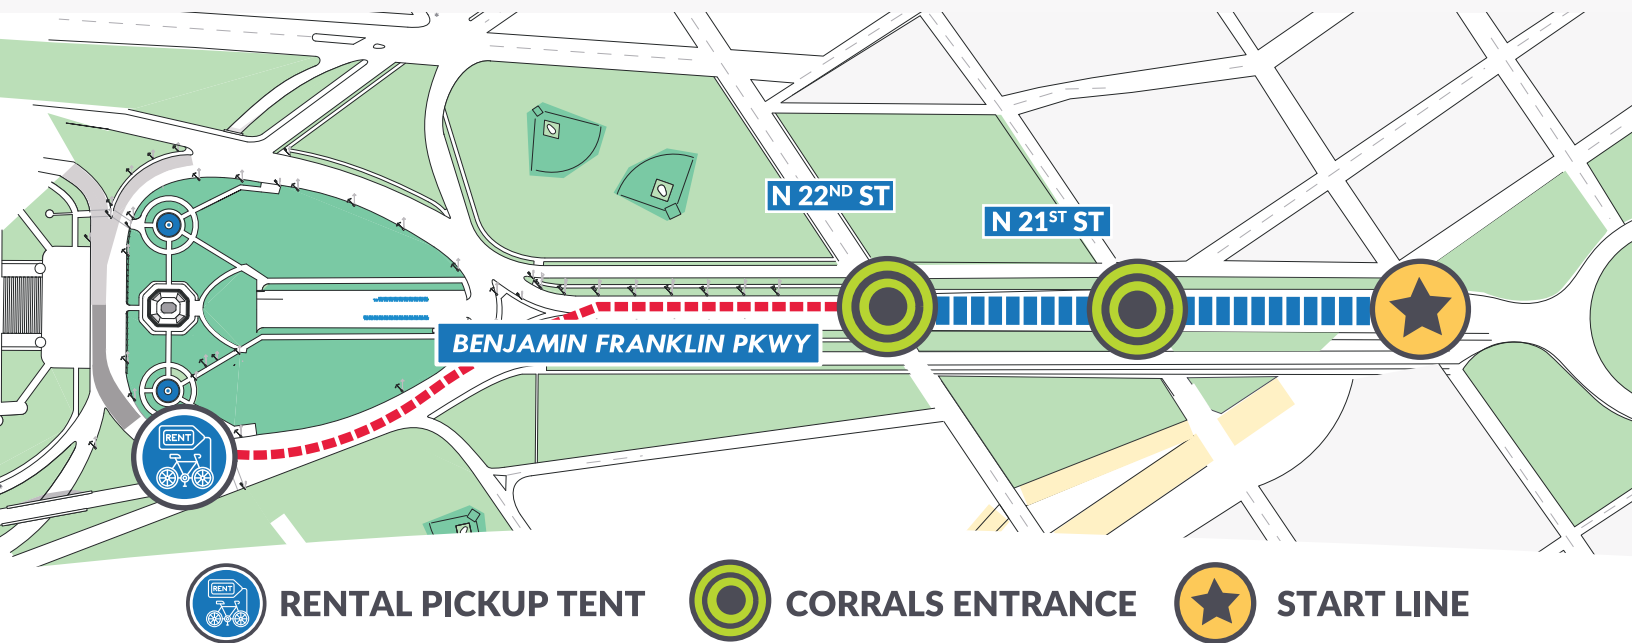 N 22ND ST
N 21ST ST
BENJAMIN FRANKLIN PKWY
RENT
RENT
RENTAL PICKUP TENT
CORRALS ENTRANCE
START LINE